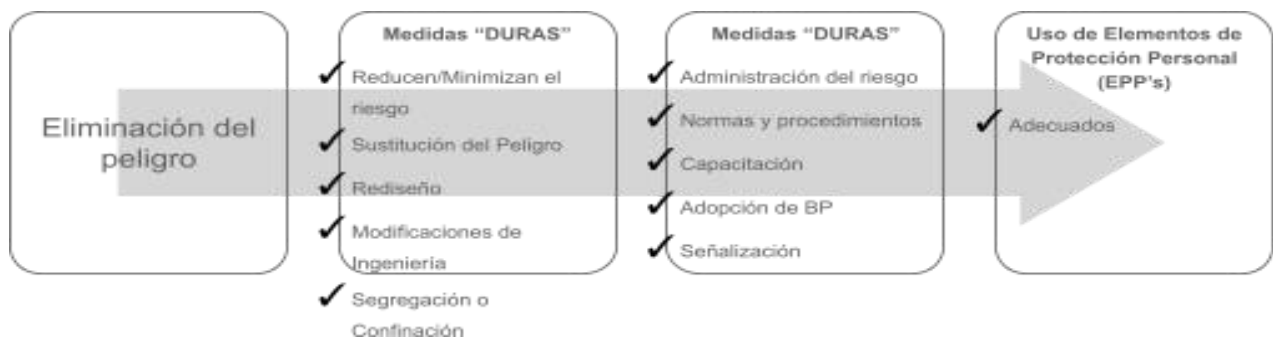 Eliminación del
peligro
Medidas “DURAS”
Reducen/Minimizan el
riesgo
Sustitución del Peligro
Rediseño
Modificaciones de
Ingeniería
Segregación o
Confinación
Medidas “DURAS”
Administración del riesgo
Normas y procedimientos
Capacitación
Adopción de BP
Señalización
Uso de Elementos de
Protección Personal
(EPP's)
Adecuados